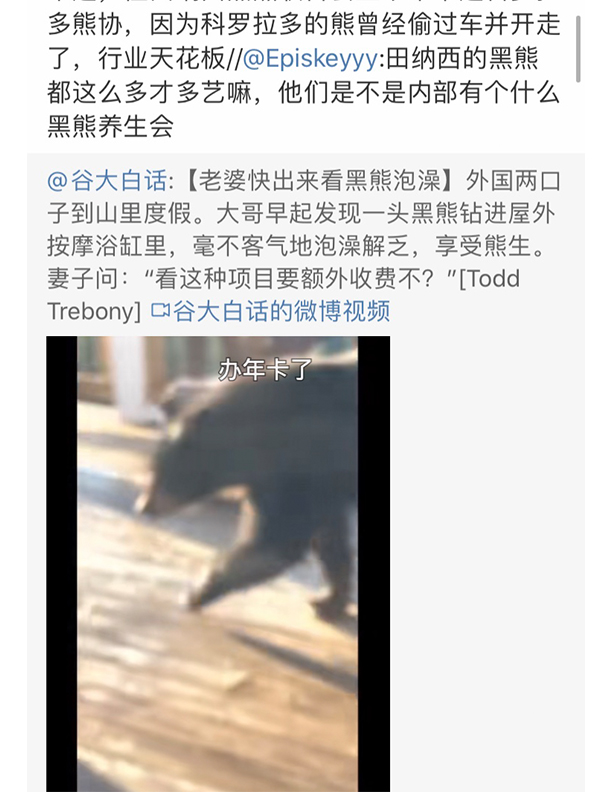 多熊协，因为科罗拉多的熊曾经偷过车并开走
了，行业天花板//@Episkeyyy:田纳西的黑熊
都这么多才多艺嘛，他们是不是内部有个什么
黑熊养生会
@谷大白话:【老婆快出来看黑熊泡澡】外国两口
子到山里度假。大哥早起发现一头黑熊钻进屋外
按摩浴缸里，毫不客气地泡澡解乏，享受熊生。
妻子问：“看这种项目要额外收费不？”[Todd
Trebony] 谷大白话的微博视频
办年卡了